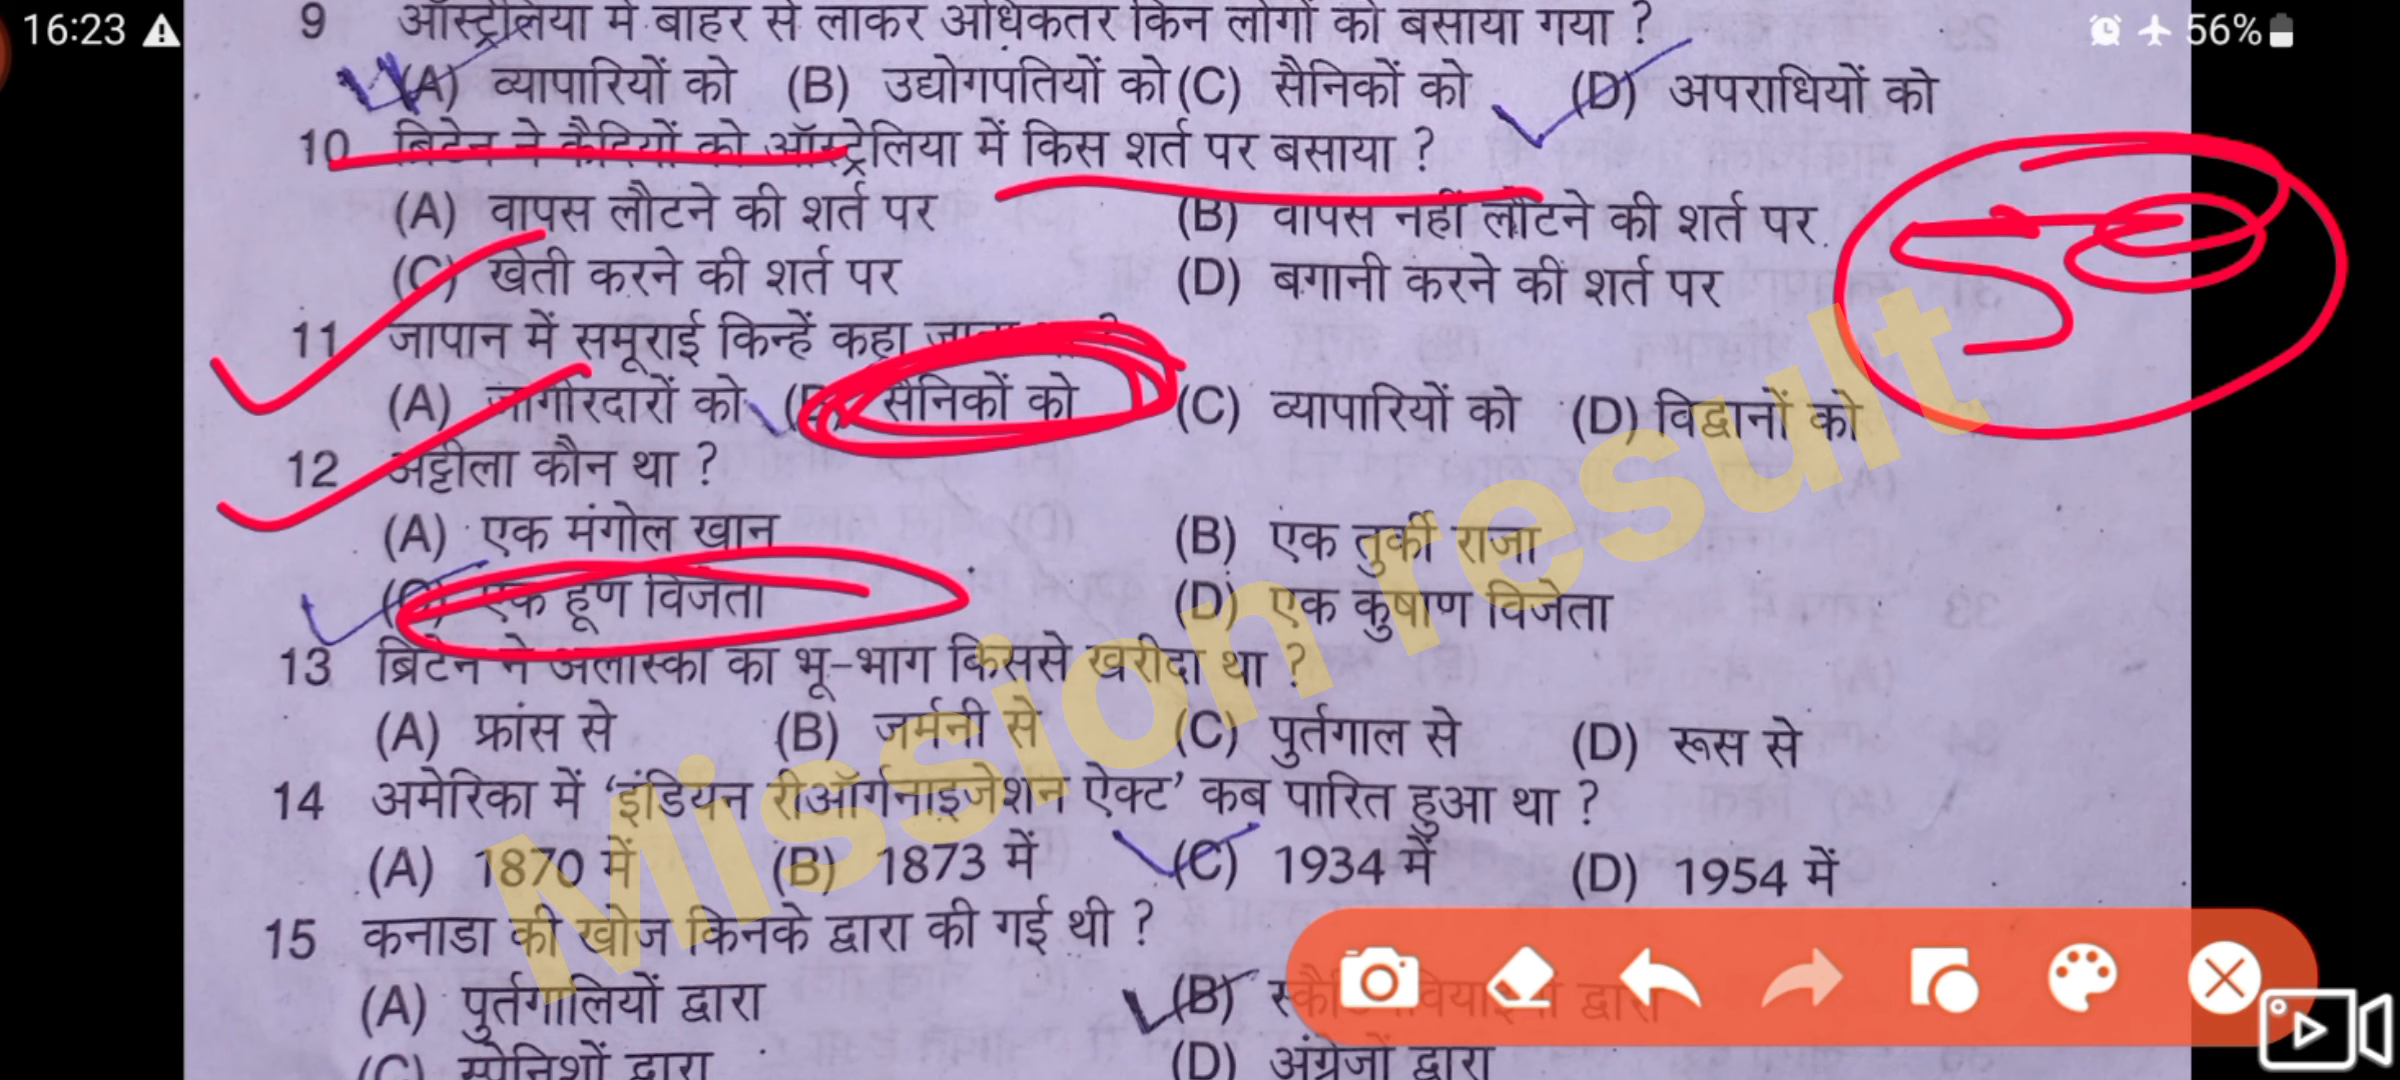 16:23
56%
9 ऑस्ट्रेलिया में बाहर से लाकर अधिकतर किन लोगों को बसाया गया ?
(A) व्यापारियों को (B) उद्योगपतियों को (C) सैनिकों को (D) अपराधियों को
10 ब्रिटेन ने कैदियों को ऑस्ट्रेलिया में किस शर्त पर बसाया ?
(A) वापस लौटने की शर्त पर (B) वापस नहीं लौटने की शर्त पर
(C) खेती करने की शर्त पर (D) बगानी करने की शर्त पर
50
11 जापान में समूराई किन्हें कहा जाता
(A) जागीरदारों को (B) सैनिकों को (C) व्यापारियों को (D) विद्वानों को
12 अट्टीला कौन था ?
(A) एक मंगोल खान (B) एक तुर्की राजा
(C) एक हूण विजेता (D) एक कुषाण विजेता
13 ब्रिटेन ने अलास्का का भू-भाग किससे खरीदा था ?
(A) फ्रांस से (B) जर्मनी से (C) पुर्तगाल से (D) रूस से
14 अमेरिका में ‘इंडियन रीऑर्गनाइजेशन ऐक्ट’ कब पारित हुआ था ?
(A) 1870 में (B) 1873 में (C) 1934 में (D) 1954 में
15 कनाडा की खोज किनके द्वारा की गई थी ?
(A) पुर्तगालियों द्वारा (B) द्वारा
(C) स्पेनिशों द्वारा (D) अंग्रेजों द्वारा
Mission result